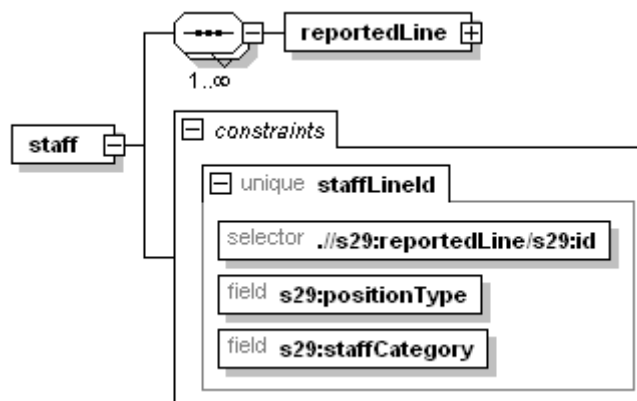 reportedLine
1..∞
constraints
staff
unique staffLineId
selector .//s29:reportedLine/s29:id
field s29:positionType
field s29:staffCategory